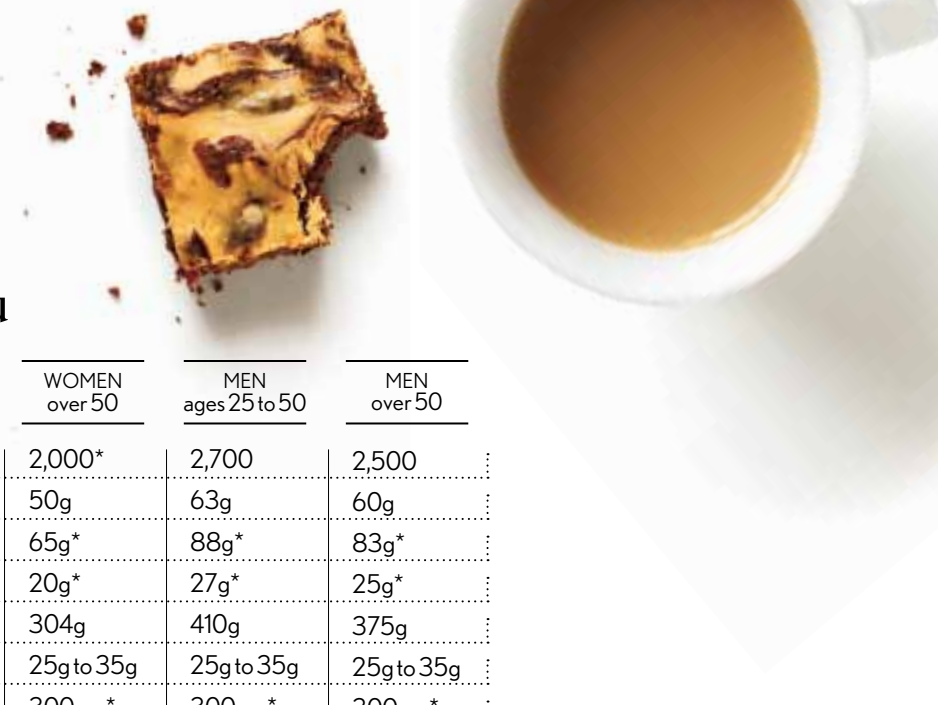 WOMEN
over 50
MEN
ages 25 to 50
MEN
over 50
2,000* 2,700 2,500
50g 63g 60g
65g* 88g* 83g*
20g* 27g* 25g*
304g 410g 375g
25g to 35g 25g to 35g 25g to 35g